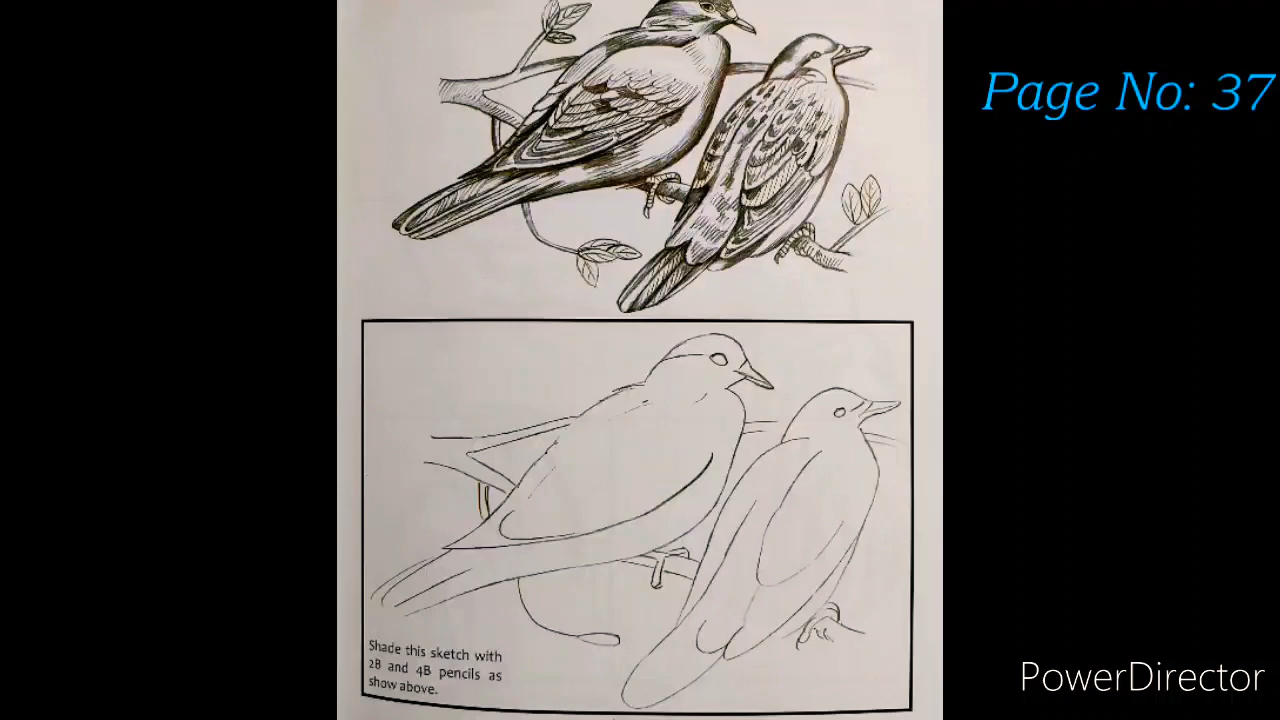 Page No: 37
Shade this sketch with
2B and 4B pencils as
show above.
PowerDirector